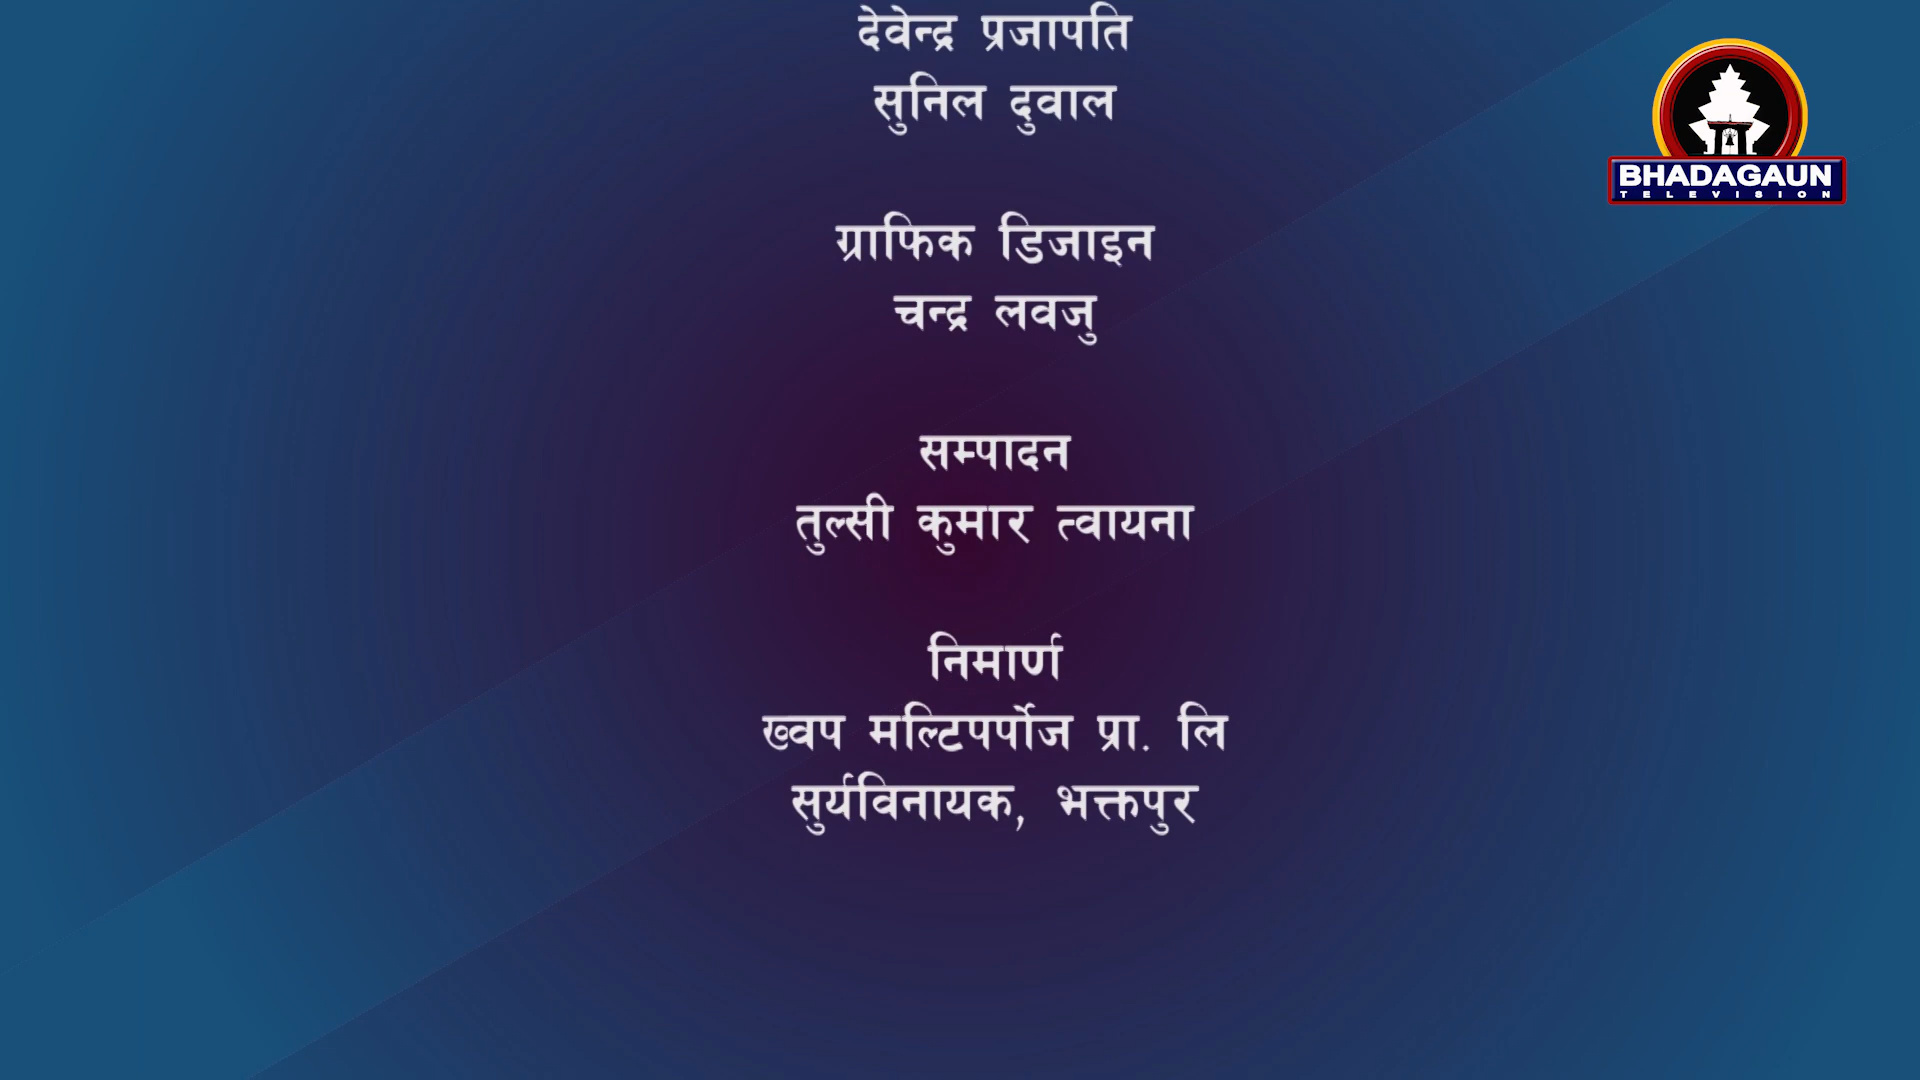 देवेन्द्र प्रजापति
सुनिल दुवाल
ग्राफिक डिजाइन
चन्द्र लवजु
सम्पादन
तुल्सी कुमार त्वायना
निमार्ण
ख्वप मल्टिपर्पोज प्रा. लि
सुर्यविनायक, भक्तपुर
BHADAGAUN
TELEVISION